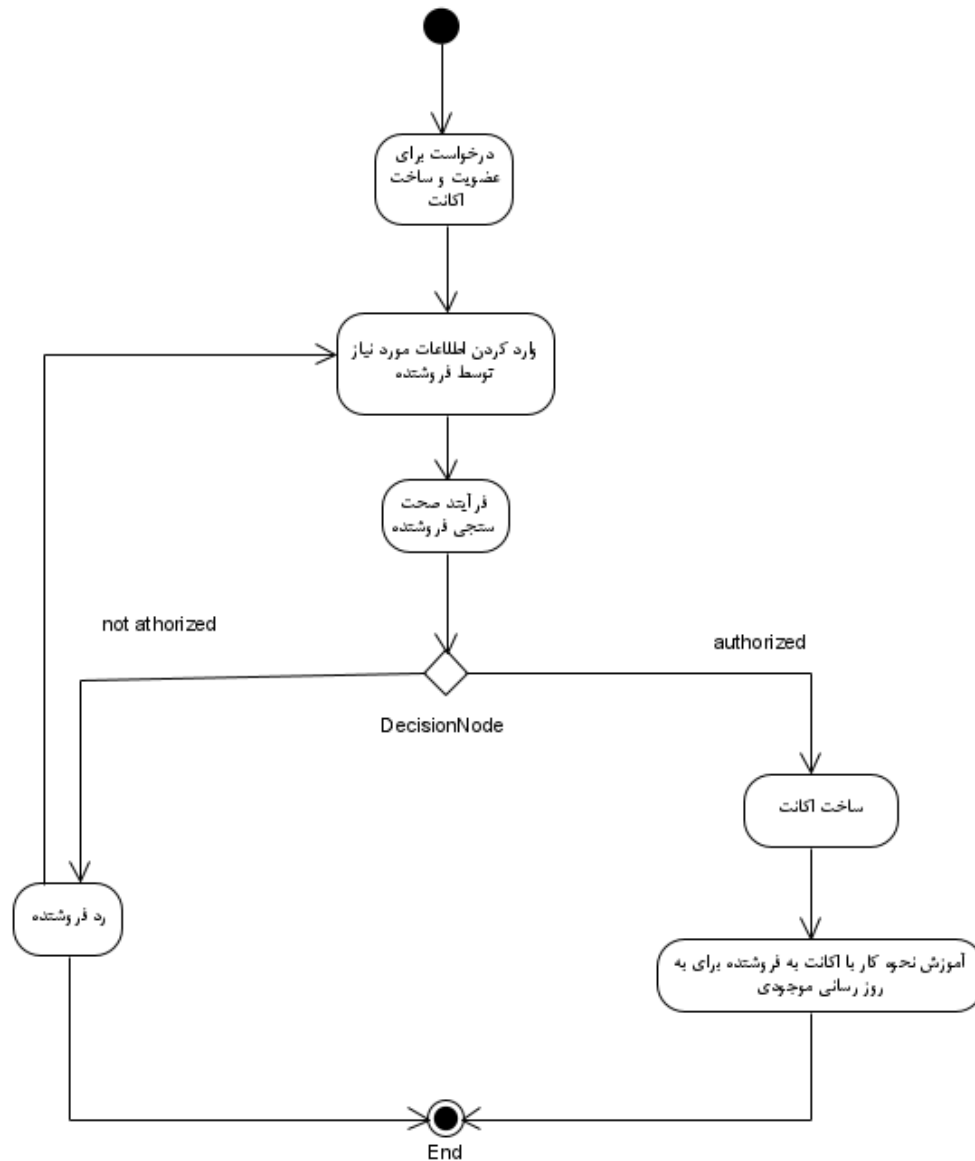 درخواست برای
عضویت و ساخت
اکانت
وارد کردن اطلاعات مورد نیاز
توسط فروشنده
فرآیند صحت
سنجی فروشنده
not athorized
authorized
DecisionNode
ساخت اکانت
رد فروشنده
آموزش نحوه کار با اکانت به فروشنده برای به
روز رسانی موجودی
End